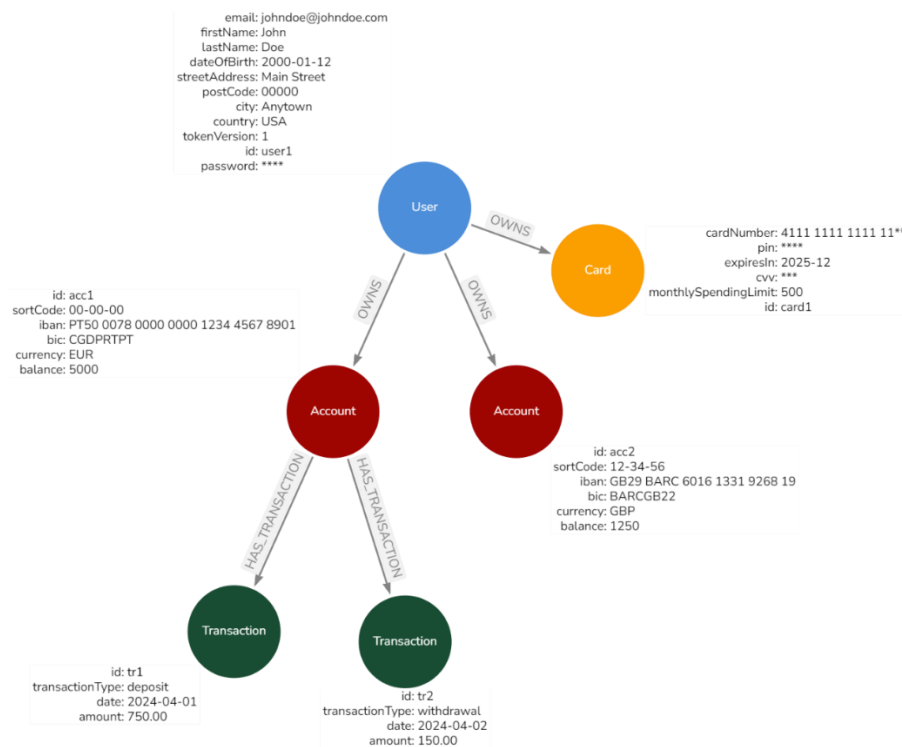 email: johndoe@johndoe.com
firstName: John
lastName: Doe
dateOfBirth: 2000-01-12
streetAddress: Main Street
postCode: 00000
city: Anytown
country: USA
tokenVersion: 1
id: user1
password: ****
User
OWNS
Card
cardNumber: 4111 1111 1111 11**
pin: ****
expiresIn: 2025-12
cvv: ***
monthlySpendingLimit: 500
id: card1
OWNS
OWNS
id: acc1
sortCode: 00-00-00
iban: PT50 0078 0000 0000 1234 4567 8901
bic: CGDPRTPT
currency: EUR
balance: 5000
Account
Account
id: acc2
sortCode: 12-34-56
iban: GB29 BARC 6016 1331 9268 19
bic: BARCGB22
currency: GBP
balance: 1250
HAS_TRANSACTION
HAS_TRANSACTION
Transaction
Transaction
id: tr1
transactionType: deposit
date: 2024-04-01
amount: 750.00
id: tr2
transactionType: withdrawal
date: 2024-04-02
amount: 150.00